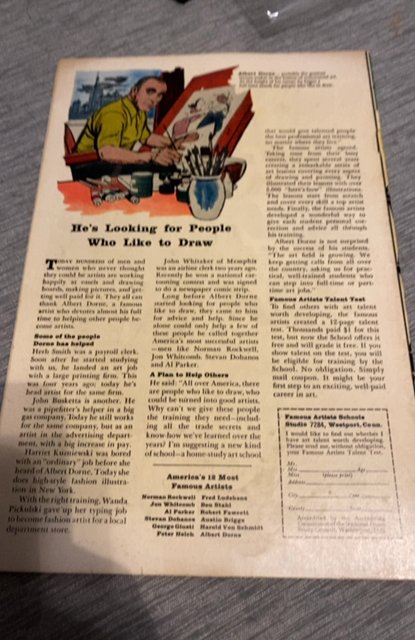 Albert Dorne
He's Looking for People
Who Like to Draw
TODAY HUNDREDS of men and
women who never thought
they could be artists are working
happily at easels and drawing
boards, making pictures, and get-
ting well paid for it. They all can
thank Albert Dorne, a famous
artist who devotes almost his full
time to helping other people be-
come artists.
Some of the people
Dorne has helped
Herb Smith was a payroll clerk.
Soon after he started studying
with us, he landed an art job
with a large printing firm. This
was four years ago; today he's
head artist for the same firm.
John Busketta is another. He
was a pipefitter's helper in a big
gas company. Today he still works
for the same company, but as an
artist in the advertising depart-
ment, with a big increase in pay.
Harriet Kuzniewski was bored
with an "ordinary" job before she
heard of Albert Dorne. Today she
does high-style fashion illustra-
tion in New York.
With the right training, Wanda
Pickulski gave up her typing job
to become fashion artist for a local
department store.
John Whitaker of Memphis
was an airline clerk two years ago.
Recently he won a national car-
tooning contest and was signed
to do a newspaper comic strip.
Long before Albert Dorne
started looking for people who
like to draw, they came to him
for advice and help. Since he
alone could only help a few of
these people he called together
America's most successful artists
—men like Norman Rockwell,
Jon Whitcomb, Stevan Dohanos
and Al Parker.
A Plan to Help Others
He said: "All over America, there
are people who like to draw, who
could be turned into good artists.
Why can't we give these people
the training they need—includ-
ing all the trade secrets and
know-how we've learned over the
years? I'm suggesting a new kind
of school—a home-study art school
America's 12 Most
Famous Artists
Norman Rockwell Fred Ludekens
Jon Whitcomb Ben Stahl
Al Parker Robert Fawcett
Stevan Dohanos Austin Briggs
George Giusti Harold Von Schmidt
Peter Helck Albert Dorne
that would give talented people
the true professional art training,
no matter where they live."
The famous artists agreed.
Taking time from their busy
careers, they spent several years
creating a remarkable series of
art lessons covering every aspect
of drawing and painting. They
illustrated their lessons with over
5,000 "here's-how" illustrations.
The lessons start from scratch
and cover every skill a top artist
needs. Finally, the famous artists
developed a wonderful way to
give each student personal cor-
rection and advice all through
his training.
Albert Dorne is not surprised
by the success of his students.
"The art field is growing. We
keep getting calls from all over
the country, asking us for prac-
tical, well-trained students who
can step into full-time or part-
time art jobs."
Famous Artists Talent Test
To find others with art talent
worth developing, the famous
artists created a 12-page talent
test. Thousands paid $1 for this
test, but now the School offers it
free and will grade it free. If you
show talent on the test, you will
be eligible for training by the
School. No obligation. Simply
mail coupon. It might be your
first step to an exciting, well-paid
career in art.
Famous Artists Schools
Studio 7284, Westport, Conn.
I would like to find out whether I
have art talent worth developing.
Please send me, without obligation,
your Famous Artists Talent Test.
Mr.
Mrs. Age
Miss (please print)
Address
City Zone
County State